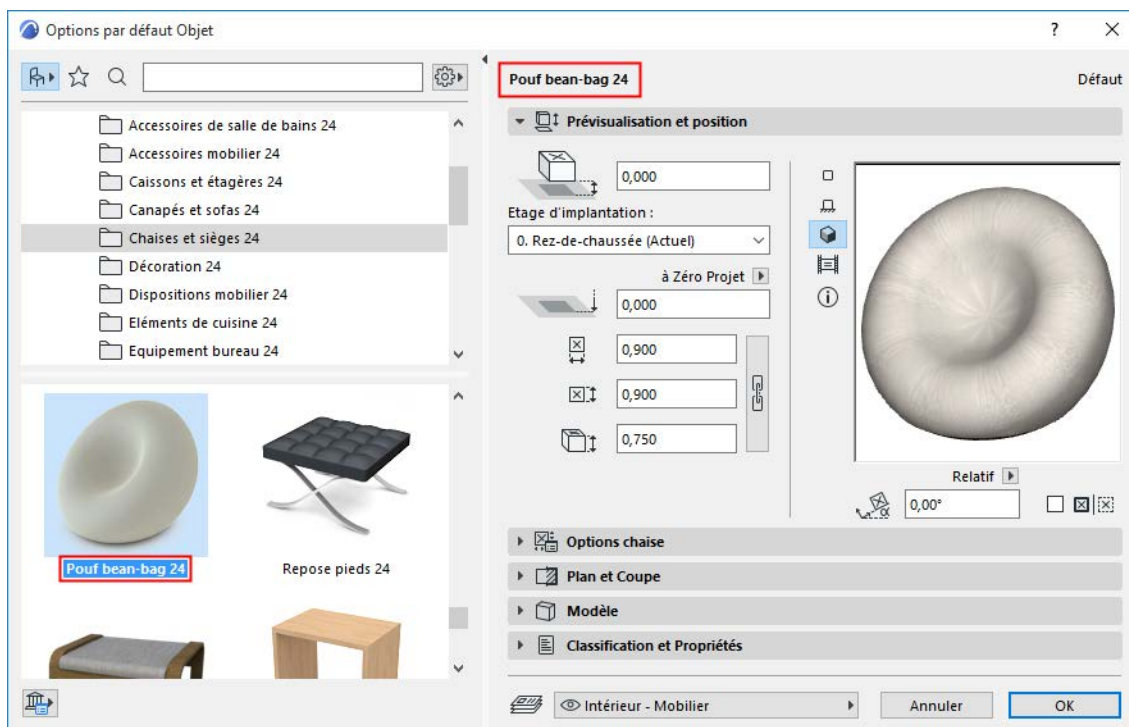 Options par défaut Objet
?
Accessoires de salle de bains 24
Accessoires mobilier 24
Caissons et étagères 24
Canapés et sofas 24
Chaises et sièges 24
Décoration 24
Dispositions mobilier 24
Eléments de cuisine 24
Equipement bureau 24
Pouf bean-bag 24
Repose pieds 24
Pouf bean-bag 24
Défaut
Prévisualisation et position
0,000
Etage d'implantation :
0. Rez-de-chaussée (Actuel)
à Zéro Projet
0,000
0,900
0,900
0,750
Relatif
α
0,00°
Options chaise
Plan et Coupe
Modèle
Classification et Propriétés
Intérieur - Mobilier
Annuler
OK